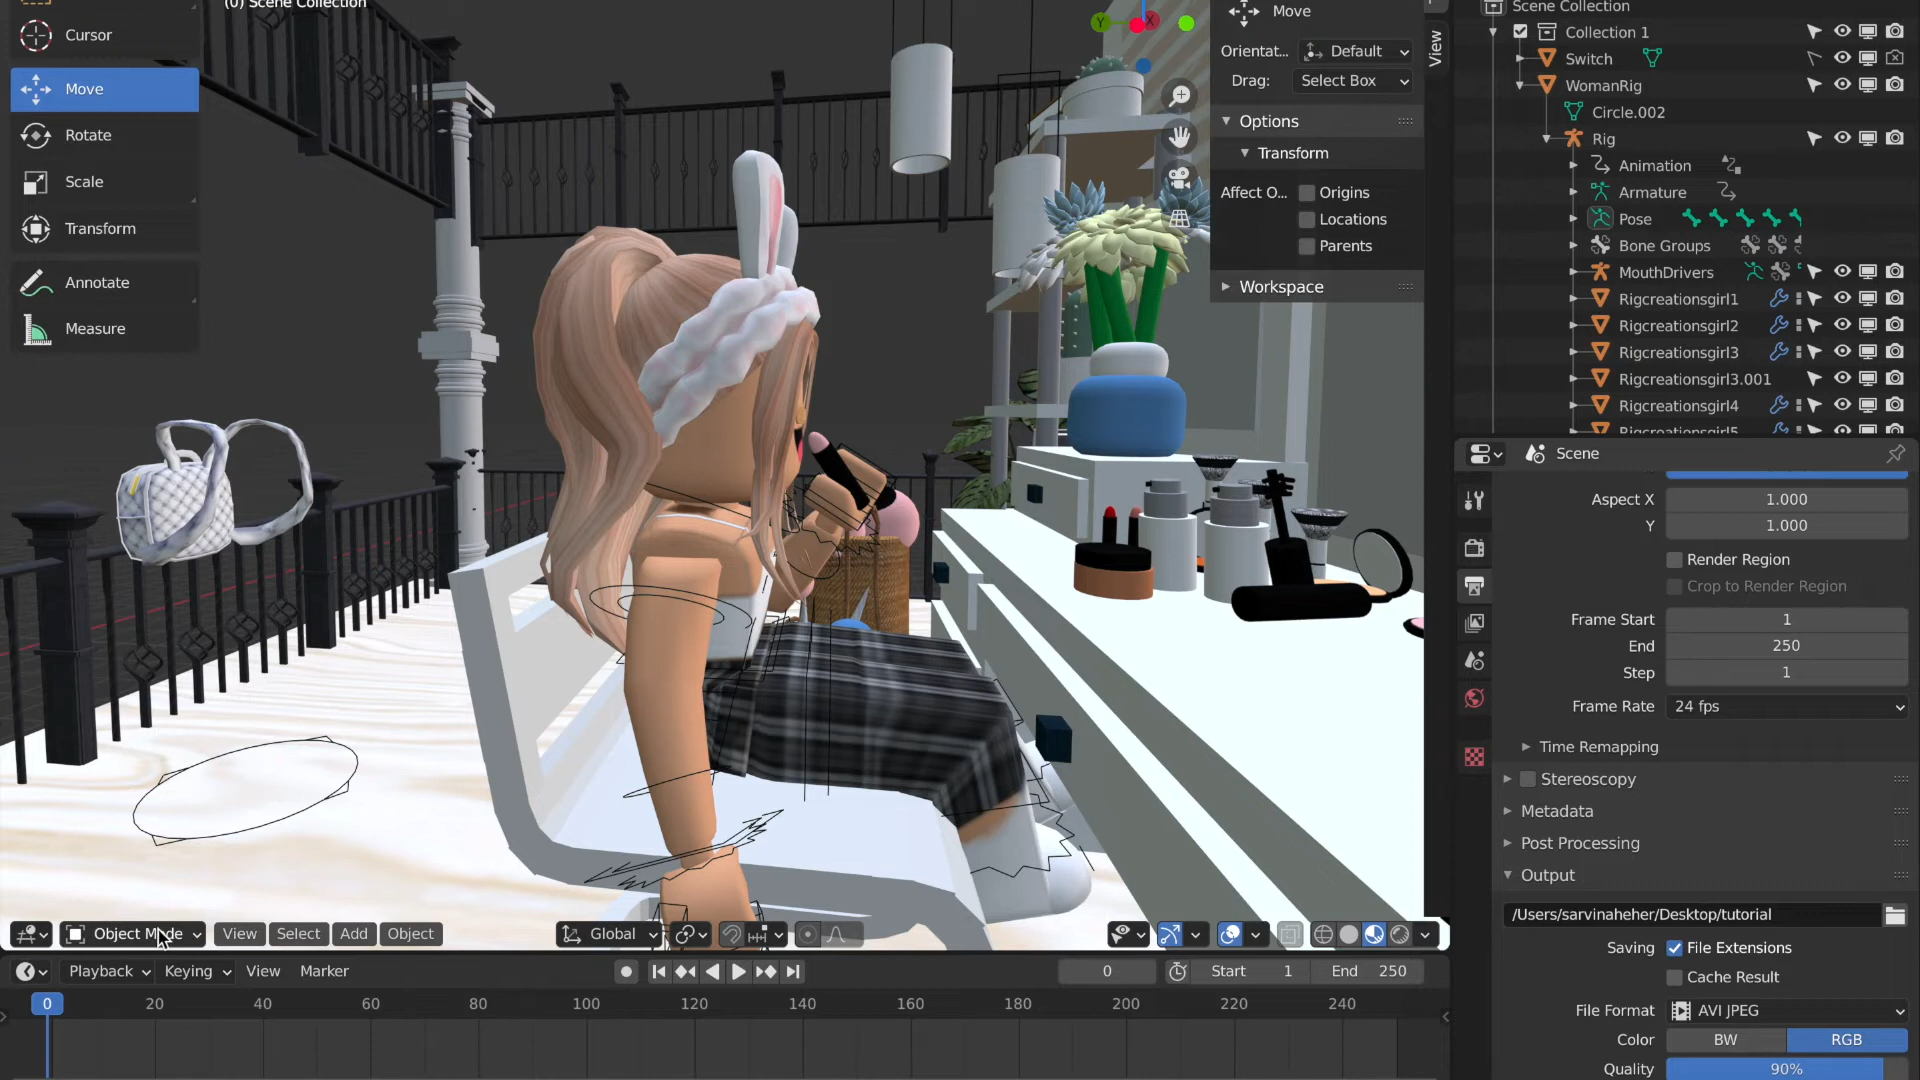 (0) Scene Collection
Cursor
Move
Rotate
Scale
Transform
Annotate
Measure
Y
X
Move
Orientat... Default
Drag: Select Box
Options
Transform
Affect O... Origins
Locations
Parents
Workspace
View
Scene Collection
Collection 1
Switch
WomanRig
Circle.002
Rig
Animation
Armature
Pose
Bone Groups
MouthDrivers
Rigcreationsgirl1
Rigcreationsgirl2
Rigcreationsgirl3
Rigcreationsgirl3.001
Rigcreationsgirl4
Rigcreationsgirl5
Scene
Aspect X 1.000
Y 1.000
Render Region
Crop to Render Region
Frame Start 1
End 250
Step 1
Frame Rate 24 fps
Time Remapping
Stereoscopy
Metadata
Post Processing
Output
/Users/sarvinaheher/Desktop/tutorial
Saving File Extensions
Cache Result
File Format AVI JPEG
Color BW RGB
Quality 90%
Object Mode View Select Add Object Global
Playback Keying View Marker 0 Start 1 End 250
0 20 40 60 80 100 120 140 160 180 200 220 240